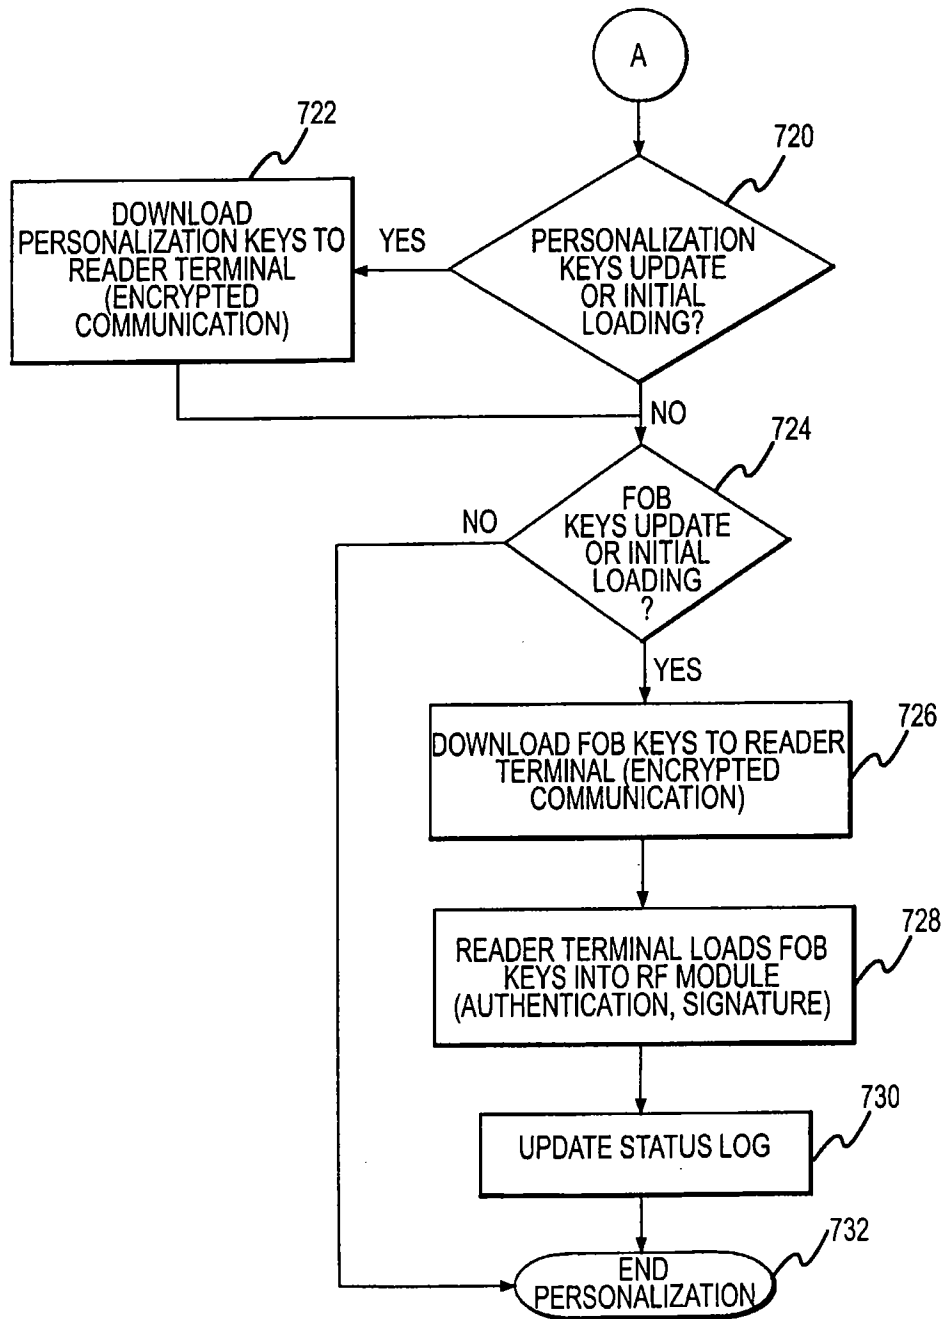 A
722
720
DOWNLOAD
PERSONALIZATION KEYS TO
READER TERMINAL
(ENCRYPTED
COMMUNICATION)
YES
PERSONALIZATION
KEYS UPDATE
OR INITIAL
LOADING?
NO
724
NO
FOB
KEYS UPDATE
OR INITIAL
LOADING
?
YES
726
DOWNLOAD FOB KEYS TO READER
TERMINAL (ENCRYPTED
COMMUNICATION)
728
READER TERMINAL LOADS FOB
KEYS INTO RF MODULE
(AUTHENTICATION, SIGNATURE)
730
UPDATE STATUS LOG
732
END
PERSONALIZATION